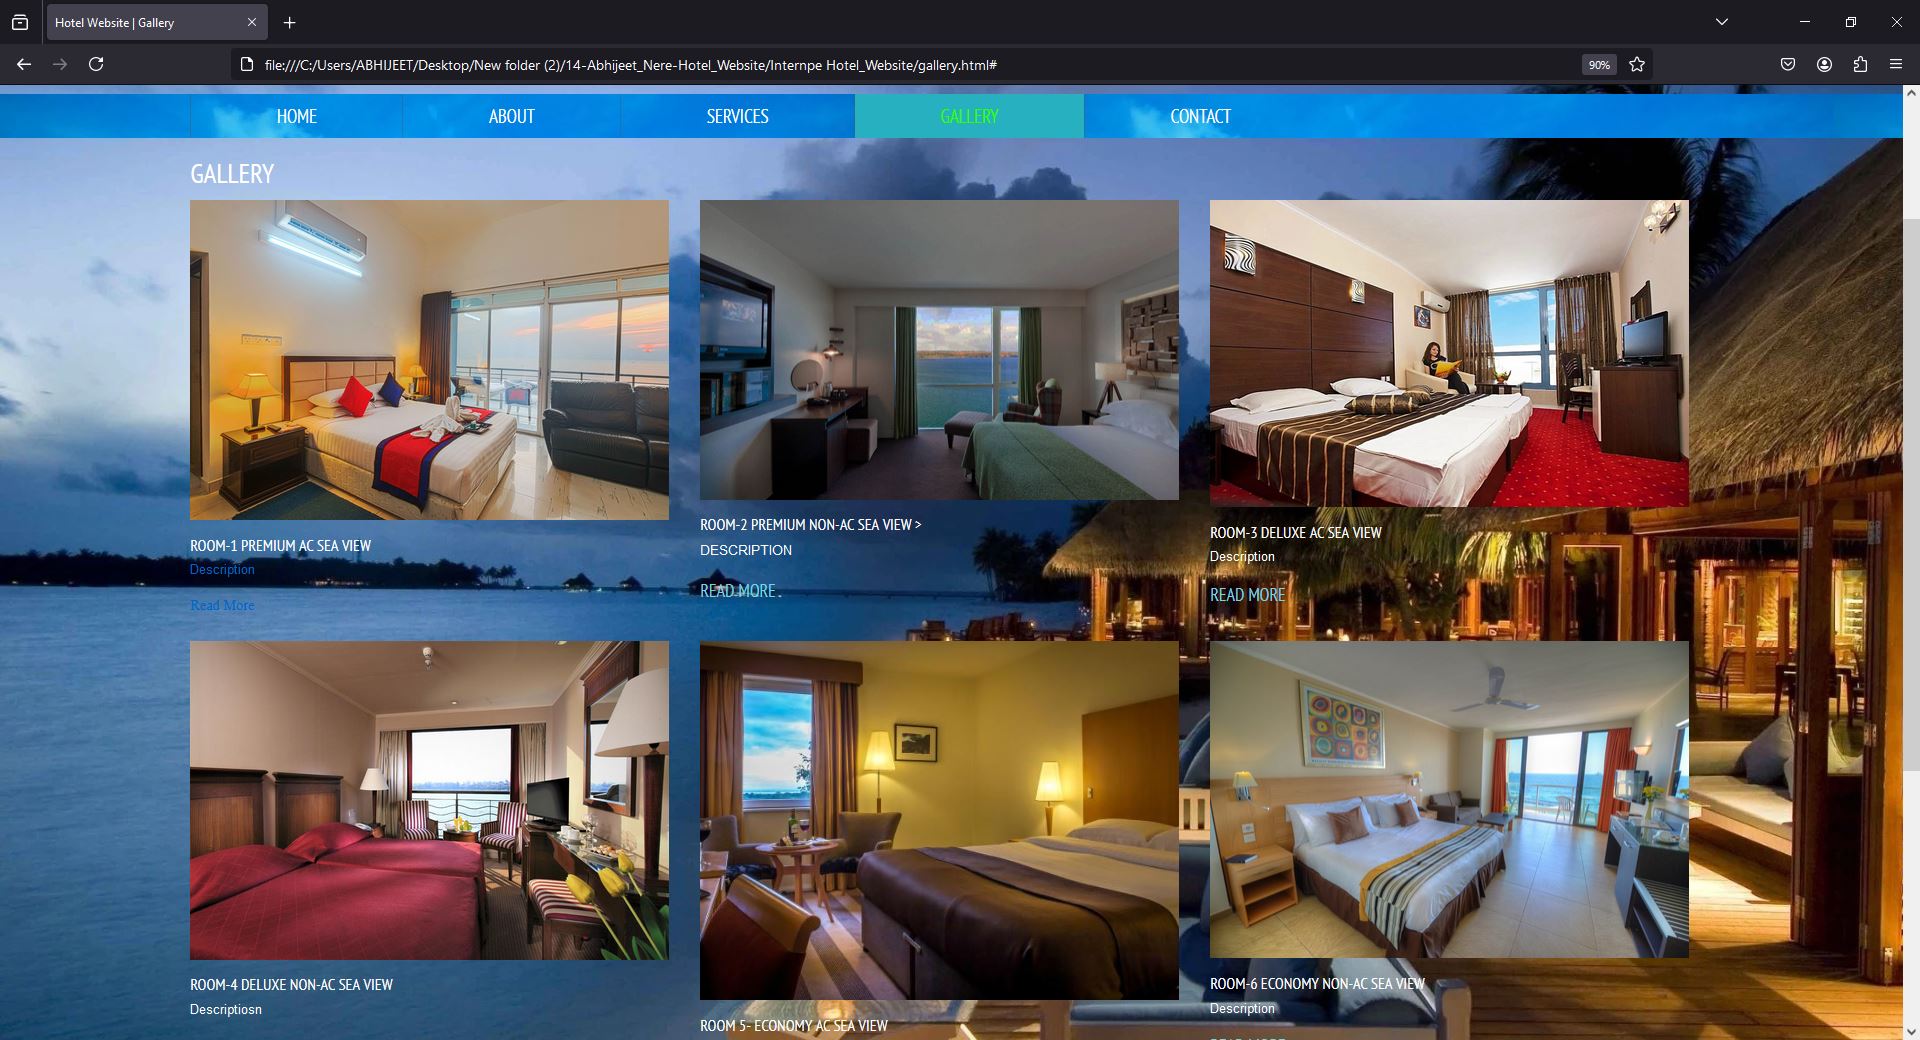 Hotel Website | Gallery
file:///C:/Users/ABHIJEET/Desktop/New folder (2)/14-Abhijeet_Nere-Hotel_Website/Internpe Hotel_Website/gallery.html#
90%
HOME ABOUT SERVICES GALLERY CONTACT
GALLERY
ROOM-1 PREMIUM AC SEA VIEW
Description
Read More
ROOM-2 PREMIUM NON-AC SEA VIEW >
DESCRIPTION
READ MORE .
ROOM-3 DELUXE AC SEA VIEW
Description
READ MORE
ROOM-4 DELUXE NON-AC SEA VIEW
Descriptiosn
ROOM 5- ECONOMY AC SEA VIEW
ROOM-6 ECONOMY NON-AC SEA VIEW
Description